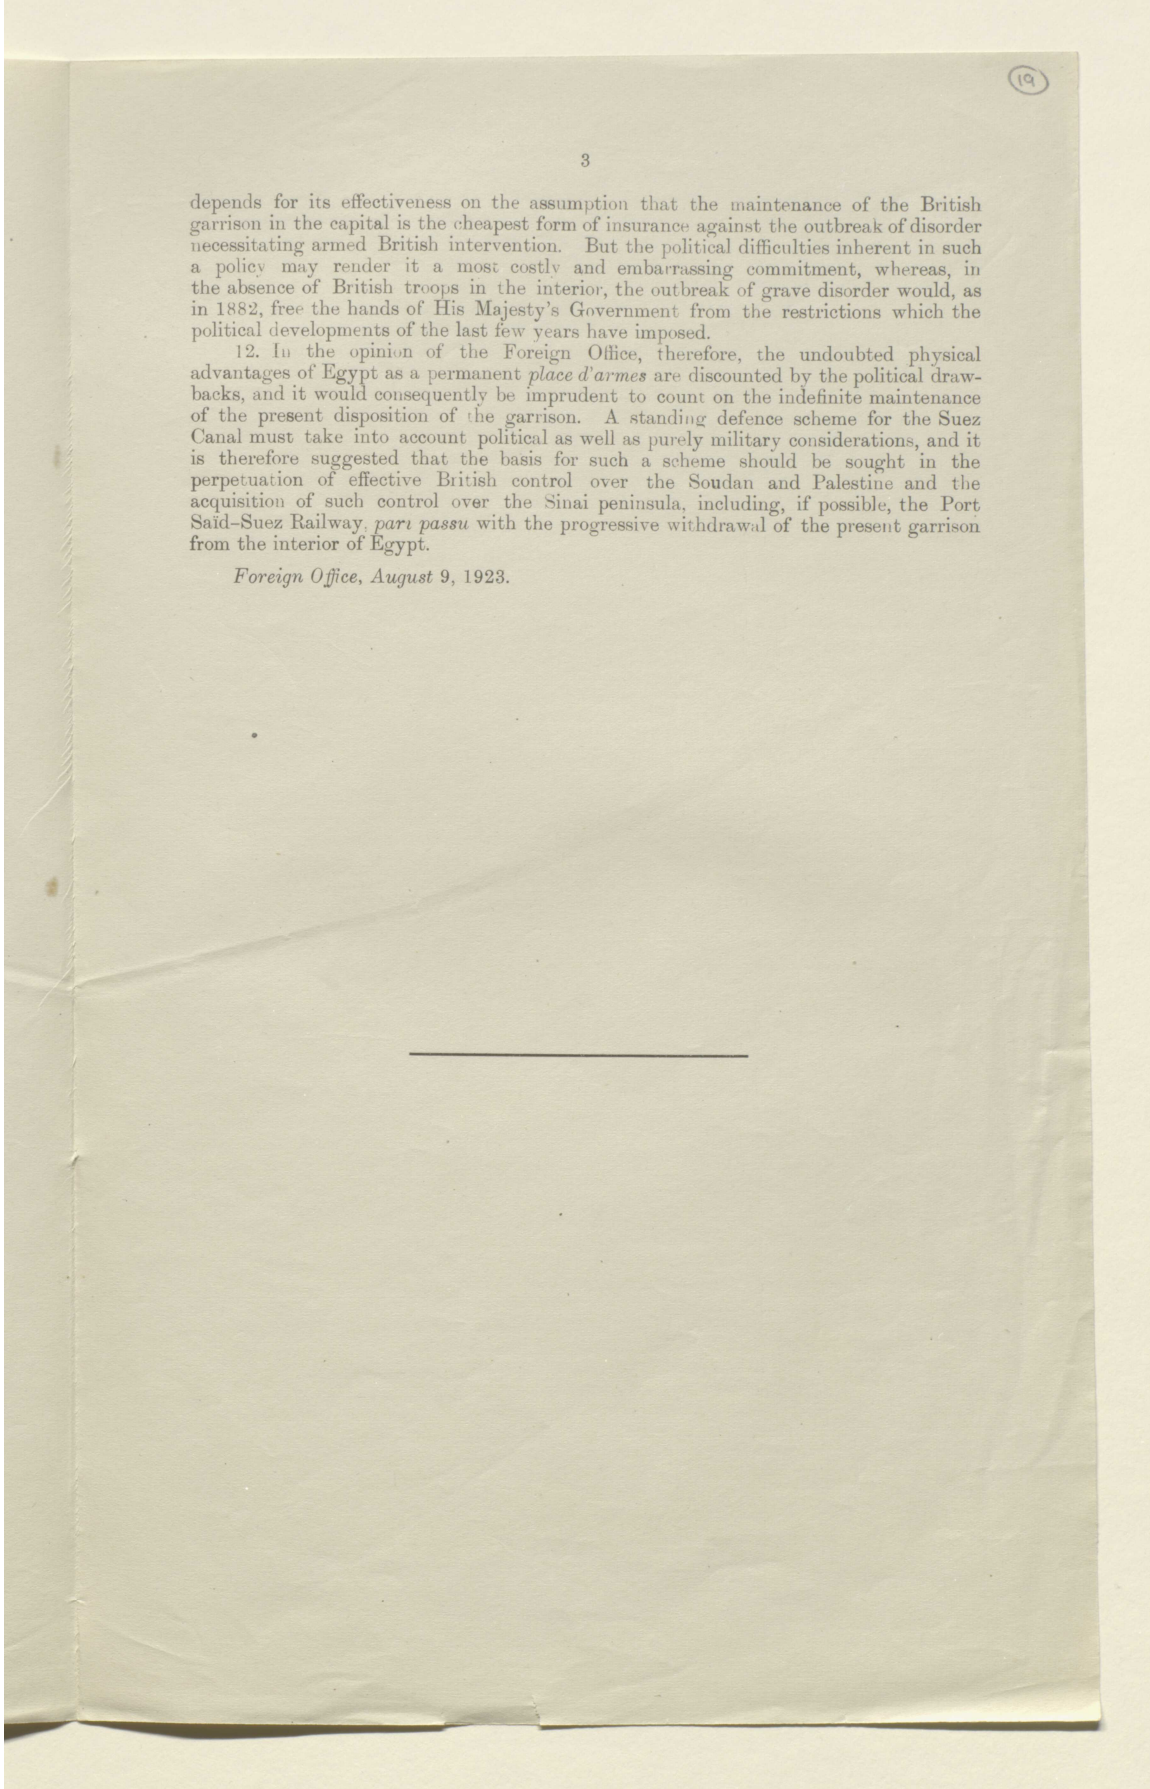 19
3
depends for its effectiveness on the assumption that the maintenance of the British
garrison in the capital is the cheapest form of insurance against the outbreak of disorder
necessitating armed British intervention. But the political difficulties inherent in such
a policy may render it a most costly and embarrassing commitment, whereas, in
the absence of British troops in the interior, the outbreak of grave disorder would, as
in 1882, free the hands of His Majesty's Government from the restrictions which the
political developments of the last few years have imposed.
12. In the opinion of the Foreign Office, therefore, the undoubted physical
advantages of Egypt as a permanent place d'armes are discounted by the political draw-
backs, and it would consequently be imprudent to count on the indefinite maintenance
of the present disposition of the garrison. A standing defence scheme for the Suez
Canal must take into account political as well as purely military considerations, and it
is therefore suggested that the basis for such a scheme should be sought in the
perpetuation of effective British control over the Soudan and Palestine and the
acquisition of such control over the Sinai peninsula, including, if possible, the Port
Saïd–Suez Railway, pari passu with the progressive withdrawal of the present garrison
from the interior of Egypt.
Foreign Office, August 9, 1923.